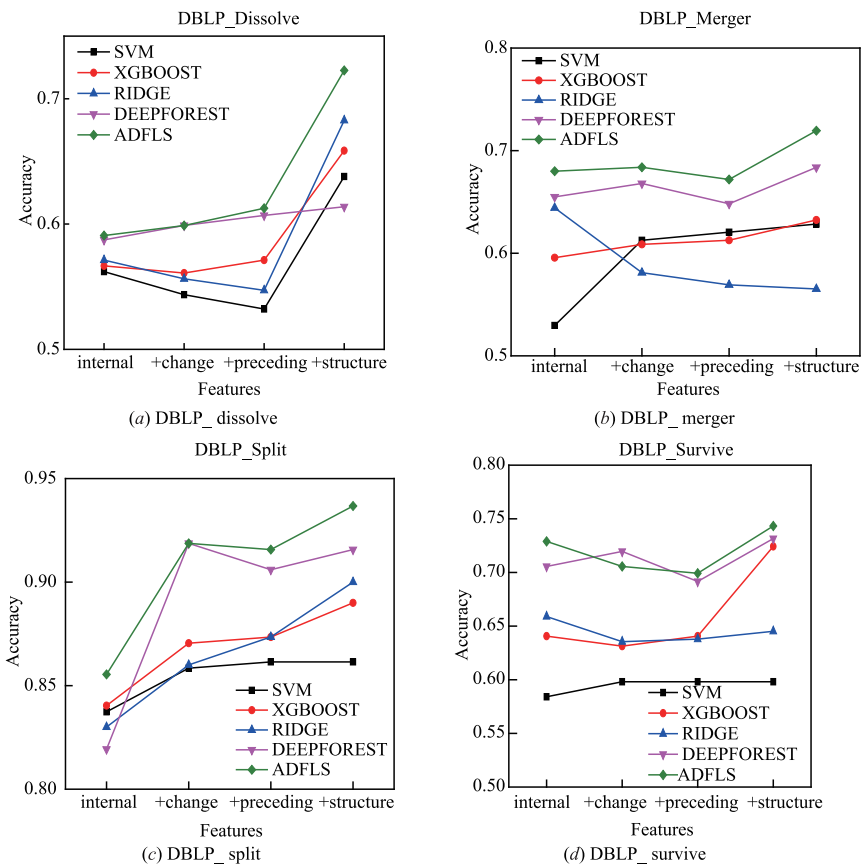 DBLP_Dissolve
SVM
XGBOOST
RIDGE
DEEPFOREST
ADFLS
0.7
0.6
0.5
Accuracy
internal +change +preceding +structure
Features
(a) DBLP_ dissolve
DBLP_Merger
SVM
XGBOOST
RIDGE
DEEPFOREST
ADFLS
0.8
0.7
0.6
0.5
Accuracy
internal +change +preceding +structure
Features
(b) DBLP_ merger
DBLP_Split
0.95
0.90
0.85
0.80
Accuracy
SVM
XGBOOST
RIDGE
DEEPFOREST
ADFLS
internal +change +preceding +structure
Features
(c) DBLP_ split
DBLP_Survive
0.80
0.75
0.70
0.65
0.60
0.55
0.50
Accuracy
SVM
XGBOOST
RIDGE
DEEPFOREST
ADFLS
internal +change +preceding +structure
Features
(d) DBLP_ survive